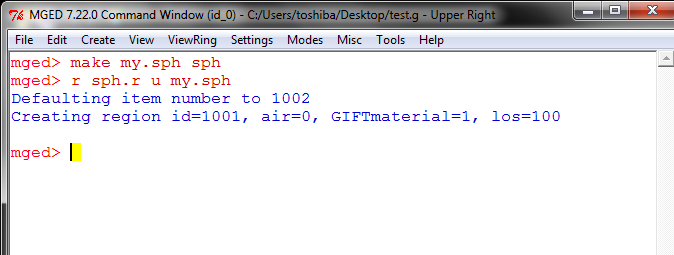 MGED 7.22.0 Command Window (id_0) - C:/Users/toshiba/Desktop/test.g - Upper Right
File Edit Create View ViewRing Settings Modes Misc Tools Help
mged> make my.sph sph
mged> r sph.r u my.sph
Defaulting item number to 1002
Creating region id=1001, air=0, GIFTmaterial=1, los=100
mged>